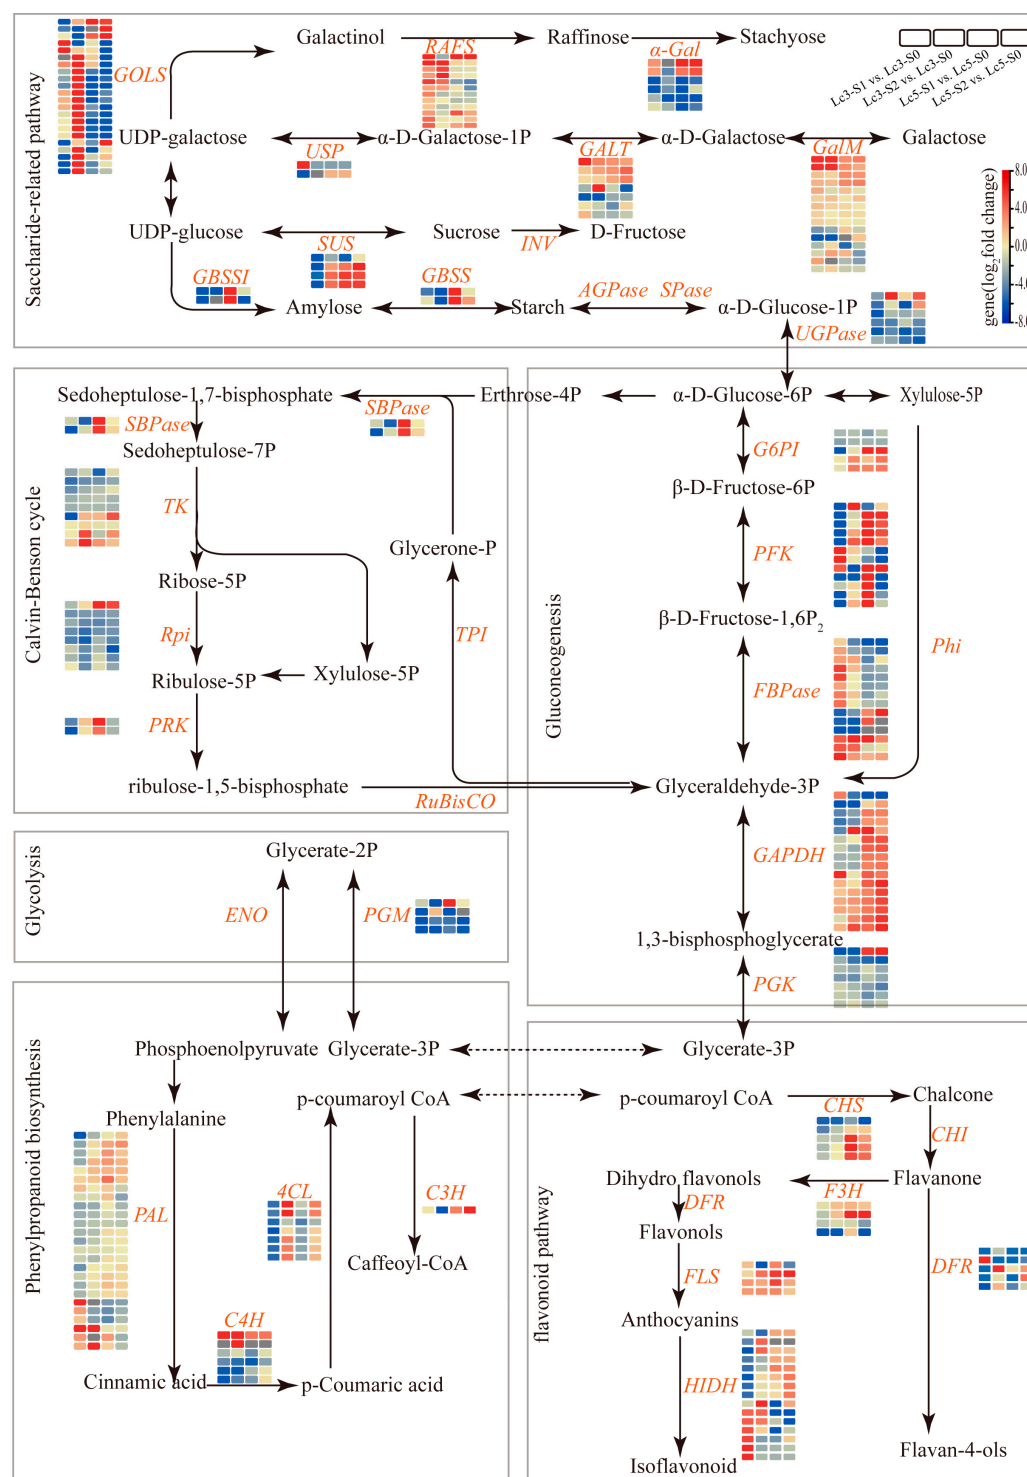 Saccharide-related pathway
Galactinol
Raffinose
Stachyose
RAFS
α-Gal
GOLS
Lc3-S1 vs. Lc3-S0
Lc3-S2 vs. Lc3-S0
Lc5-S1 vs. Lc5-S0
Lc5-S2 vs. Lc5-S0
UDP-galactose
α-D-Galactose-1P
α-D-Galactose
Galactose
USP
GALT
GalM
8.0
4.0
0.0
-4.0
-8.0
gene(log2fold change)
UDP-glucose
Sucrose
D-Fructose
SUS
INV
GBSSI
GBSS
AGPase
SPase
Amylose
Starch
α-D-Glucose-1P
UGPase
Calvin-Benson cycle
Sedoheptulose-1,7-bisphosphate
Erthrose-4P
α-D-Glucose-6P
Xylulose-5P
SBPase
SBPase
Sedoheptulose-7P
G6PI
β-D-Fructose-6P
TK
Glycerone-P
PFK
Ribose-5P
β-D-Fructose-1,6P2
Rpi
TPI
Phi
Gluconeogenesis
Ribulose-5P
Xylulose-5P
FBPase
PRK
ribulose-1,5-bisphosphate
RuBisCO
Glyceraldehyde-3P
Glycolysis
Glycerate-2P
GAPDH
ENO
PGM
1,3-bisphosphoglycerate
PGK
Phenylpropanoid biosynthesis
Phosphoenolpyruvate
Glycerate-3P
Glycerate-3P
flavonoid pathway
Phenylalanine
p-coumaroyl CoA
p-coumaroyl CoA
Chalcone
CHS
CHI
PAL
4CL
C3H
Dihydro flavonols
F3H
Flavanone
DFR
Flavonols
Caffeoyl-CoA
FLS
DFR
Anthocyanins
C4H
HIDH
Cinnamic acid
p-Coumaric acid
Isoflavonoid
Flavan-4-ols